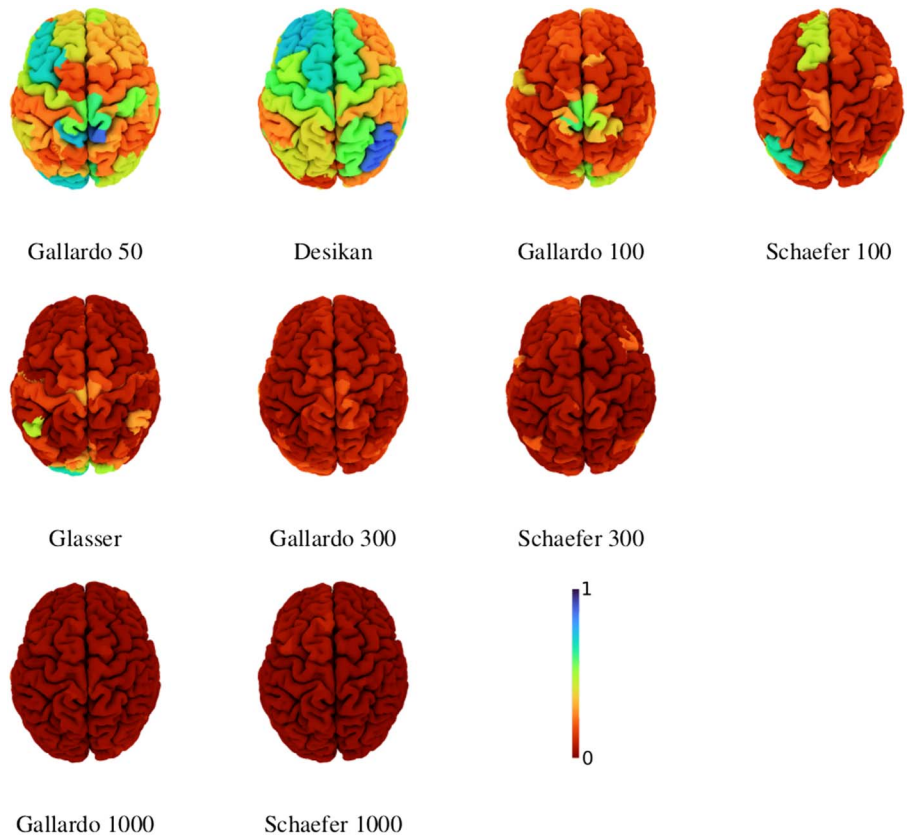 Gallardo 50
Desikan
Gallardo 100
Schaefer 100
Glasser
Gallardo 300
Schaefer 300
1
0
Gallardo 1000
Schaefer 1000